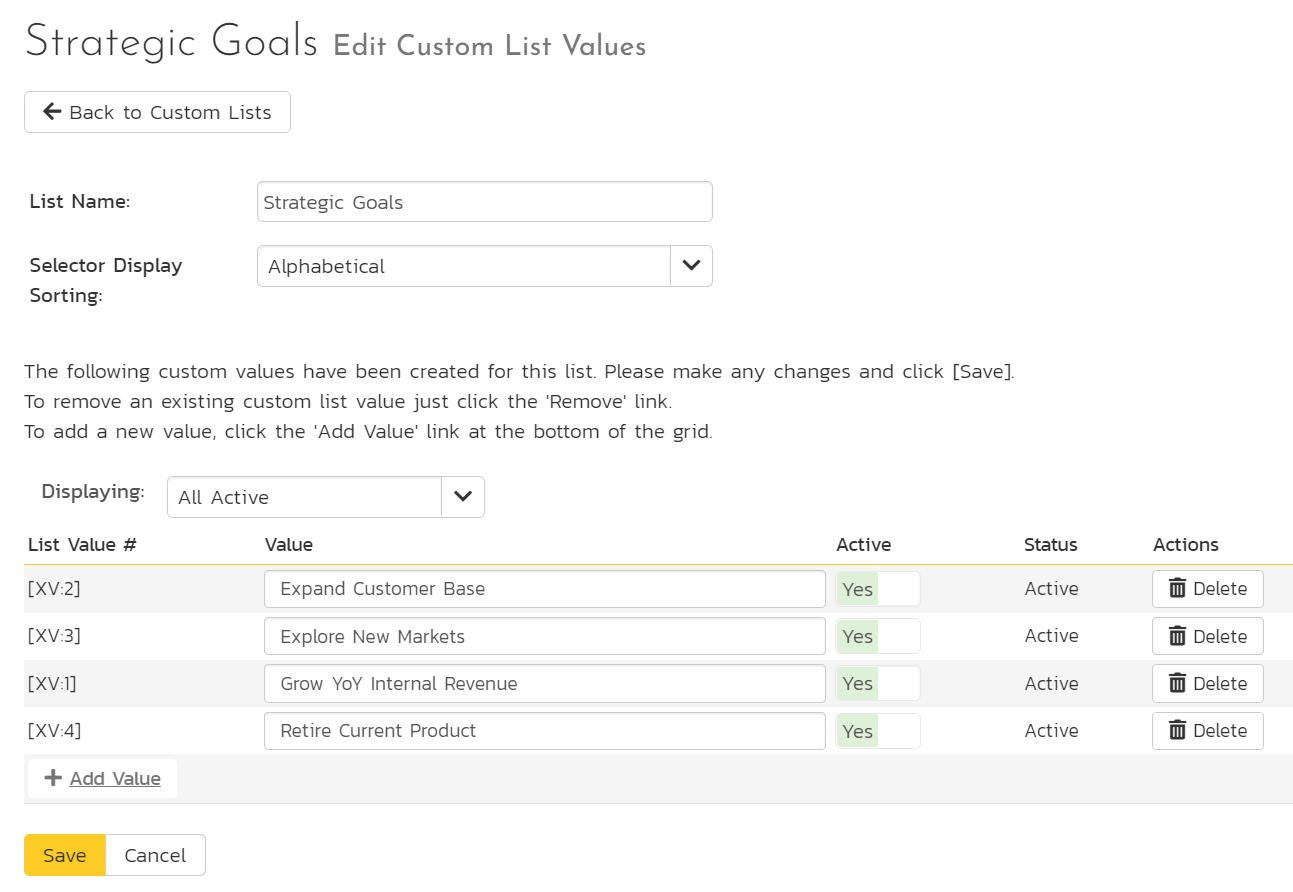 Strategic Goals Edit Custom List Values
Back to Custom Lists
List Name: Strategic Goals
Selector Display Sorting: Alphabetical
The following custom values have been created for this list. Please make any changes and click [Save].
To remove an existing custom list value just click the 'Remove' link.
To add a new value, click the 'Add Value' link at the bottom of the grid.
Displaying: All Active
List Value # Value Active Status Actions
[XV:2] Expand Customer Base Yes Active Delete
[XV:3] Explore New Markets Yes Active Delete
[XV:1] Grow YoY Internal Revenue Yes Active Delete
[XV:4] Retire Current Product Yes Active Delete
Add Value
Save Cancel